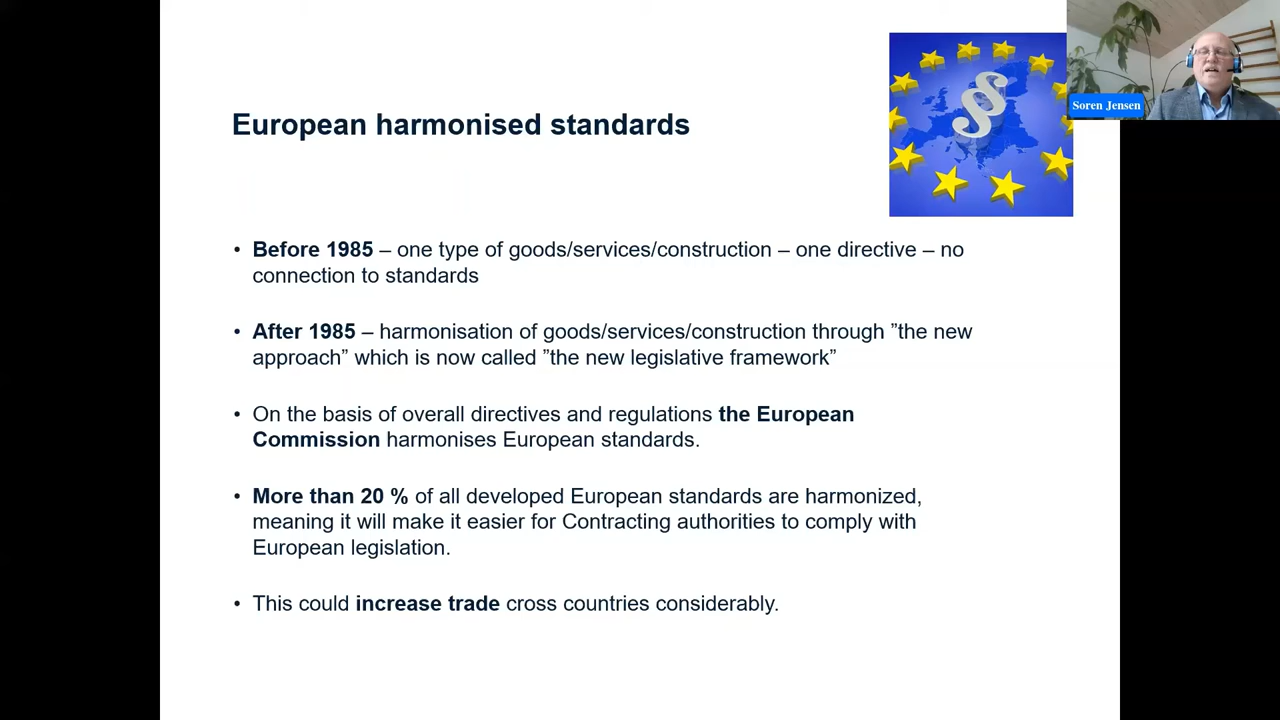 European harmonised standards
§
Soren Jensen
• Before 1985 – one type of goods/services/construction – one directive – no
connection to standards
• After 1985 – harmonisation of goods/services/construction through ”the new
approach” which is now called ”the new legislative framework”
• On the basis of overall directives and regulations the European
Commission harmonises European standards.
• More than 20 % of all developed European standards are harmonized,
meaning it will make it easier for Contracting authorities to comply with
European legislation.
• This could increase trade cross countries considerably.